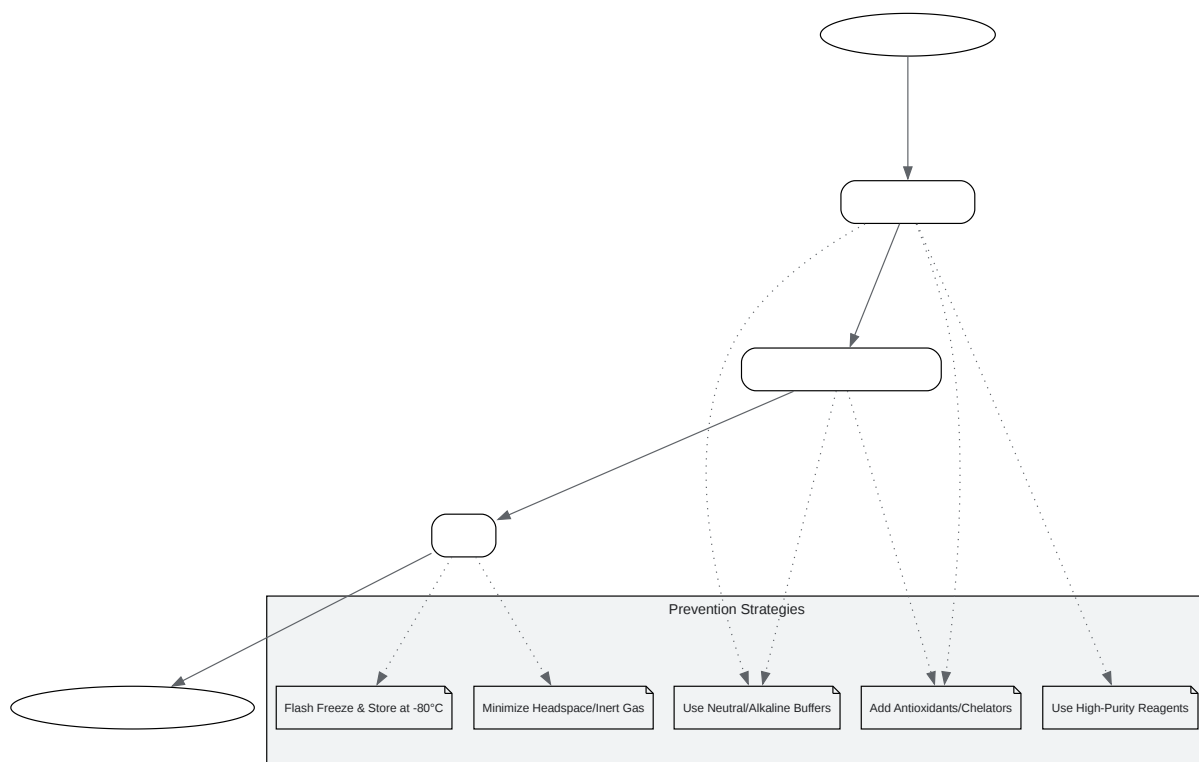 Prevention Strategies
Flash Freeze & Store at -80°C
Minimize Headspace/Inert Gas
Use Neutral/Alkaline Buffers
Add Antioxidants/Chelators
Use High-Purity Reagents